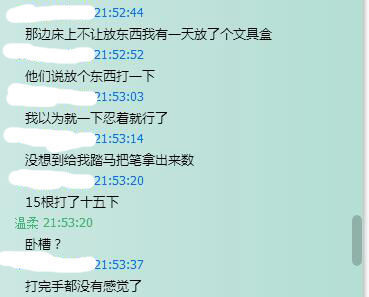 21:52:44
那边床上不让放东西我有一天放了个文具盒
21:52:52
他们说放个东西打一下
21:53:03
我以为就一下忍着就行了
21:53:14
没想到给我踏马把笔拿出来数
21:53:20
15根打了十五下
温柔 21:53:20
卧槽？
21:53:37
打完手都没有感觉了